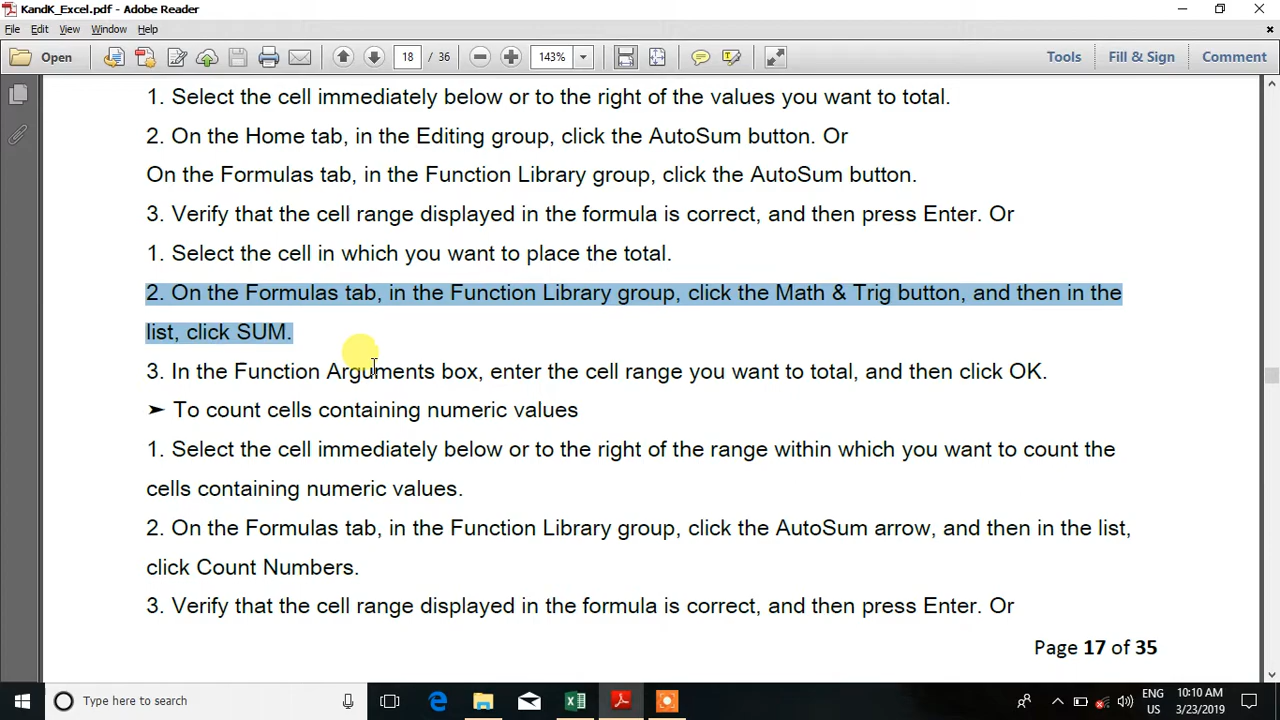 KandK_Excel.pdf - Adobe Reader
File Edit View Window Help
Open 18 / 36 143% Tools Fill & Sign Comment
1. Select the cell immediately below or to the right of the values you want to total.
2. On the Home tab, in the Editing group, click the AutoSum button. Or
On the Formulas tab, in the Function Library group, click the AutoSum button.
3. Verify that the cell range displayed in the formula is correct, and then press Enter. Or
1. Select the cell in which you want to place the total.
2. On the Formulas tab, in the Function Library group, click the Math & Trig button, and then in the
list, click SUM.
3. In the Function Arguments box, enter the cell range you want to total, and then click OK.
➢ To count cells containing numeric values
1. Select the cell immediately below or to the right of the range within which you want to count the
cells containing numeric values.
2. On the Formulas tab, in the Function Library group, click the AutoSum arrow, and then in the list,
click Count Numbers.
3. Verify that the cell range displayed in the formula is correct, and then press Enter. Or
Page 17 of 35
Type here to search
ENG
US
10:10 AM
3/23/2019